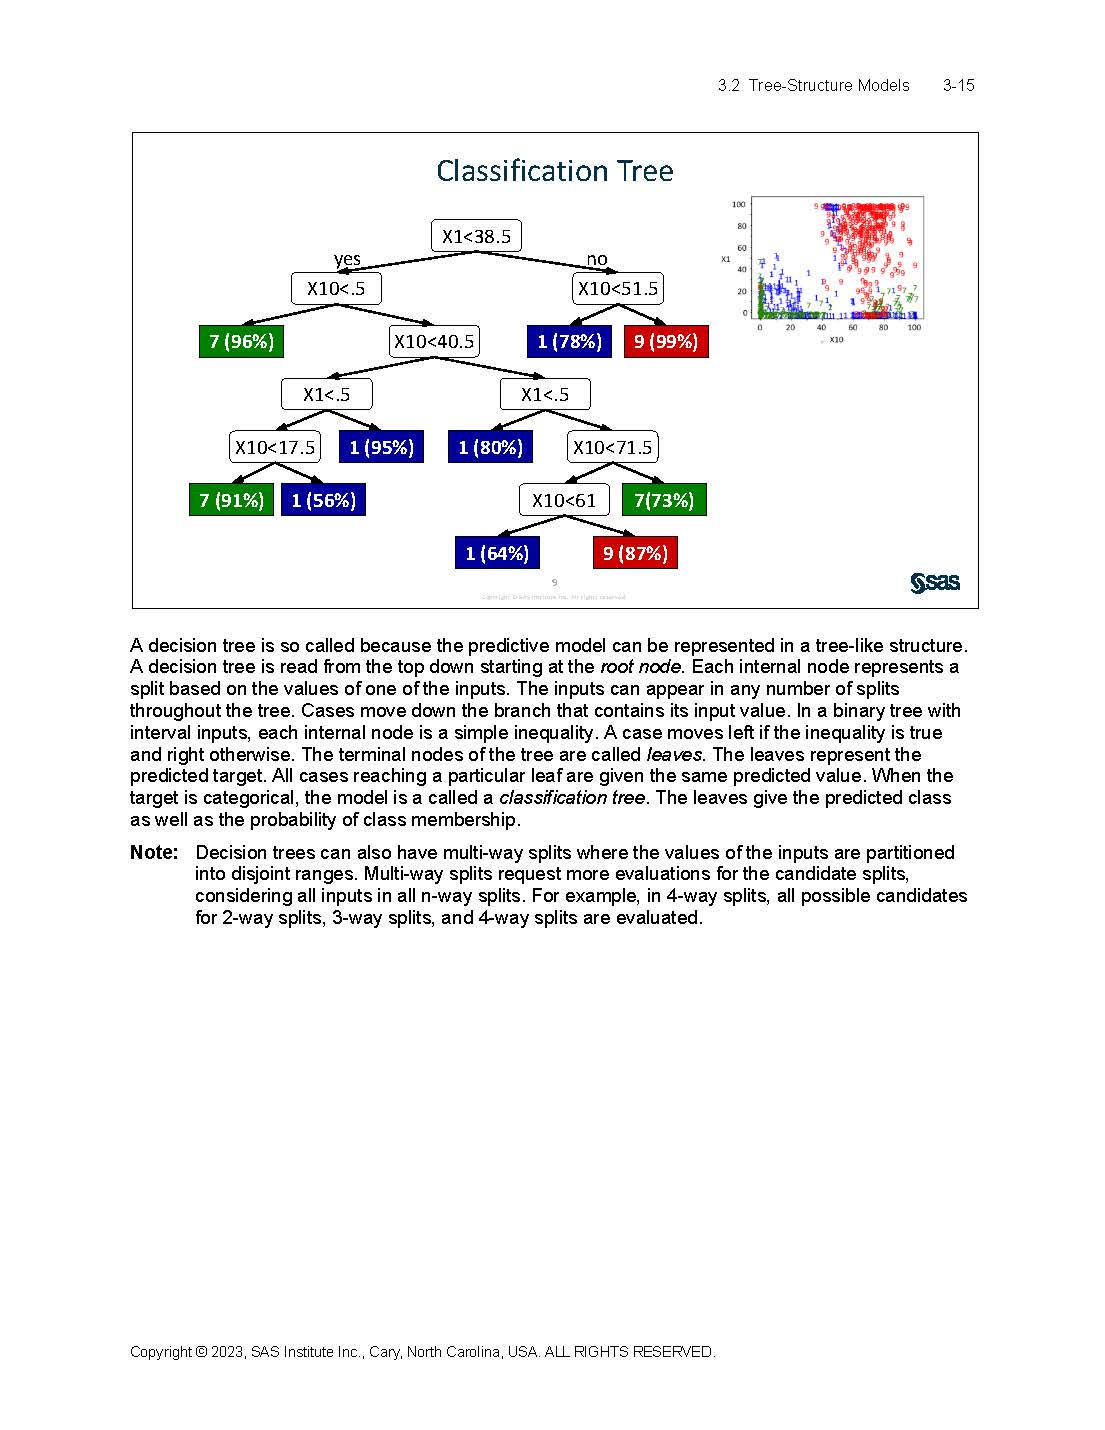 3.2 Tree-Structure Models 3-15
Classification Tree
X1<38.5
yes no
X10<.5 X10<51.5
7 (96%) X10<40.5 1 (78%) 9 (99%)
X1<.5 X1<.5
X10<17.5 1 (95%) 1 (80%) X10<71.5
7 (91%) 1 (56%) X10<61 7(73%)
1 (64%) 9 (87%)
100
80
60
X1
40
20
0
0 20 40 60 80 100
X10
9
Copyright © SAS Institute Inc. All rights reserved.
sas
A decision tree is so called because the predictive model can be represented in a tree-like structure.
A decision tree is read from the top down starting at the root node. Each internal node represents a
split based on the values of one of the inputs. The inputs can appear in any number of splits
throughout the tree. Cases move down the branch that contains its input value. In a binary tree with
interval inputs, each internal node is a simple inequality. A case moves left if the inequality is true
and right otherwise. The terminal nodes of the tree are called leaves. The leaves represent the
predicted target. All cases reaching a particular leaf are given the same predicted value. When the
target is categorical, the model is a called a classification tree. The leaves give the predicted class
as well as the probability of class membership.
Note: Decision trees can also have multi-way splits where the values of the inputs are partitioned
into disjoint ranges. Multi-way splits request more evaluations for the candidate splits,
considering all inputs in all n-way splits. For example, in 4-way splits, all possible candidates
for 2-way splits, 3-way splits, and 4-way splits are evaluated.
Copyright © 2023, SAS Institute Inc., Cary, North Carolina, USA. ALL RIGHTS RESERVED.